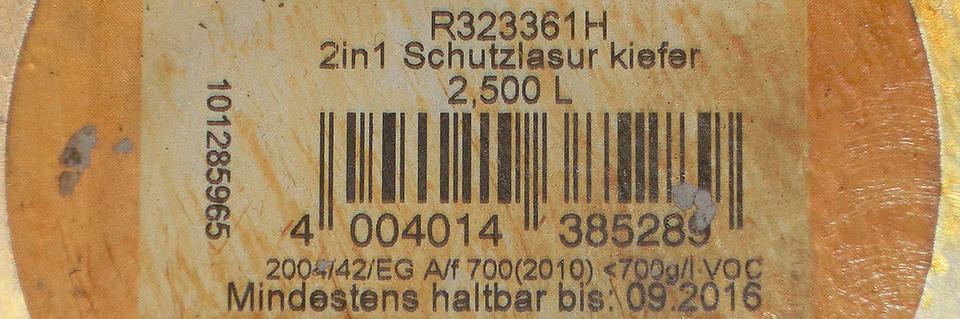 R323361H
2in1 Schutzlasur kiefer
2,500 L
101285965
4 004014 385289
2004/42/EG A/f 700(2010) <700g/l VOC
Mindestens haltbar bis: 09.2016